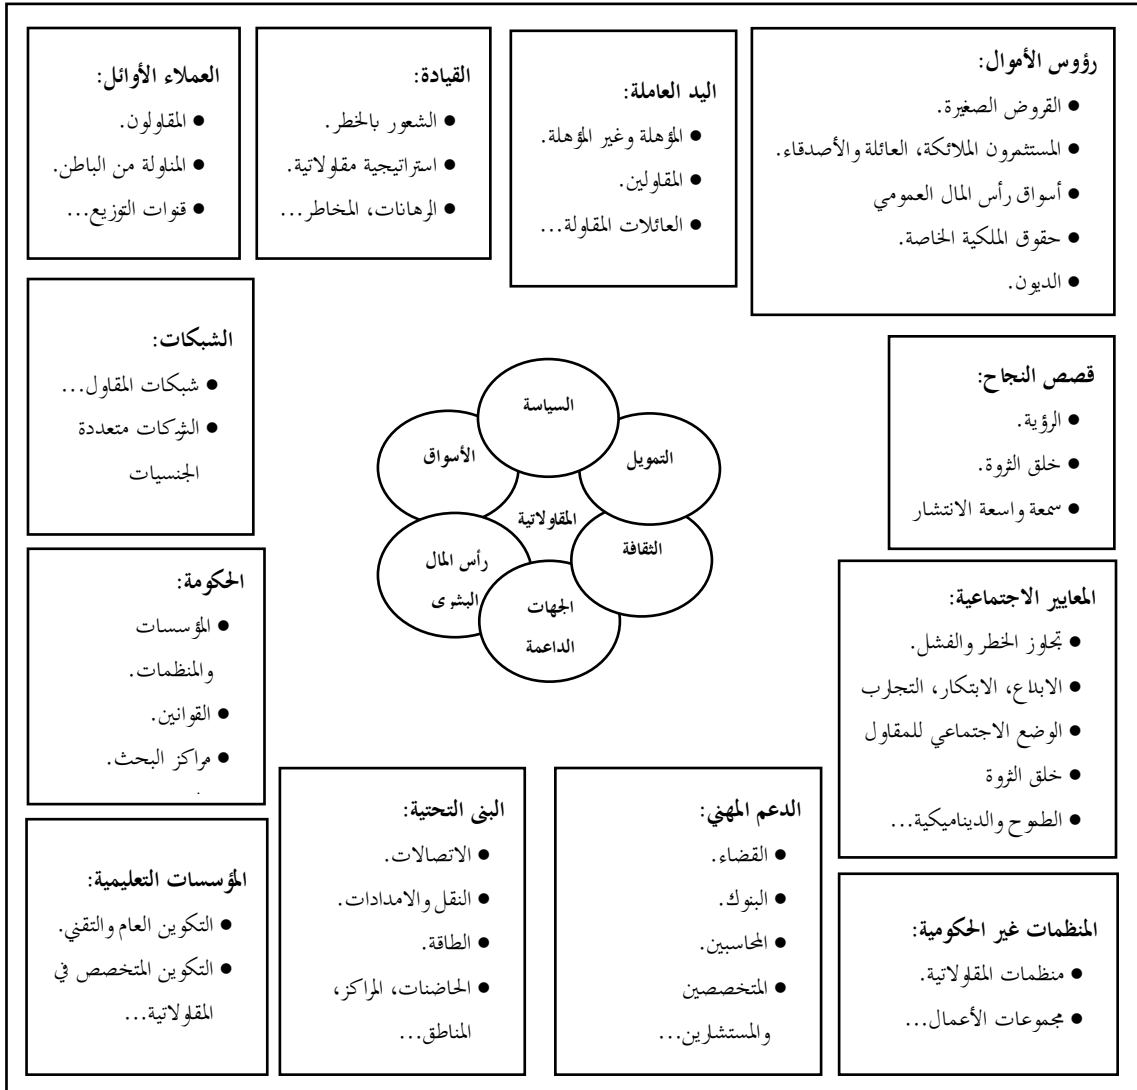 رؤوس الأموال:
● القروض الصغيرة.
● المستثمرون الملائكة، العائلة والأصدقاء.
● أسواق رأس المال العمومي
● حقوق الملكية الخاصة.
● الديون.
اليد العاملة:
● المؤهلة وغير المؤهلة.
● المقاولين.
● العائلات المقاولة...
القيادة:
● الشعور بالخطر.
● استراتيجية مقاولاتية.
● الرهانات، المخاطر...
العملاء الأوائل:
● المقاولون.
● المناولة من الباطن.
● قنوات التوزيع...
قصص النجاح:
● الرؤية.
● خلق الثروة.
● سمعة واسعة الانتشار
الشبكات:
● شبكات المقاول...
● الشركات متعددة
الجنسيات
السياسة
التمويل
الأسواق
المقاولاتية
الثقافة
رأس المال
البشرى
الجهات
الداعمة
المعايير الاجتماعية:
● تجاوز الخطر والفشل.
● الابداع، الابتكار، التجارب
● الوضع الاجتماعي للمقاول
● خلق الثروة
● الطموح والديناميكية...
الحكومة:
● المؤسسات
والمنظمات.
● القوانين.
● مراكز البحث.
المنظمات غير الحكومية:
● منظمات المقاولاتية.
● مجموعات الأعمال...
الدعم المهني:
● القضاء.
● البنوك.
● المحاسبين.
● المتخصصين
والمستشارين...
البنى التحتية:
● الاتصالات.
● النقل والامدادات.
● الطاقة.
● الحاضنات، المراكز،
المناطق...
المؤسسات التعليمية:
● التكوين العام والتقني.
● التكوين المتخصص في
المقاولاتية...